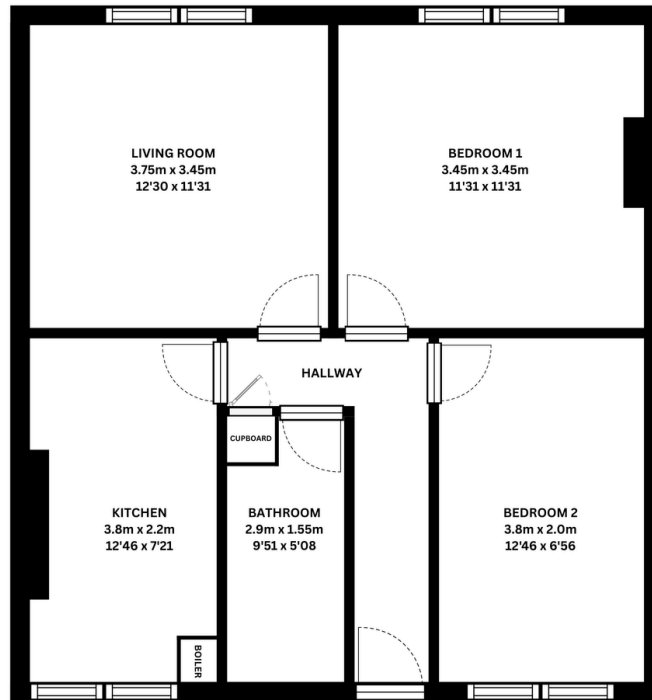 LIVING ROOM
3.75m x 3.45m
12'30 x 11'31
BEDROOM 1
3.45m x 3.45m
11'31 x 11'31
HALLWAY
CUPBOARD
KITCHEN
3.8m x 2.2m
12'46 x 7'21
BATHROOM
2.9m x 1.55m
9'51 x 5'08
BEDROOM 2
3.8m x 2.0m
12'46 x 6'56
BOILER